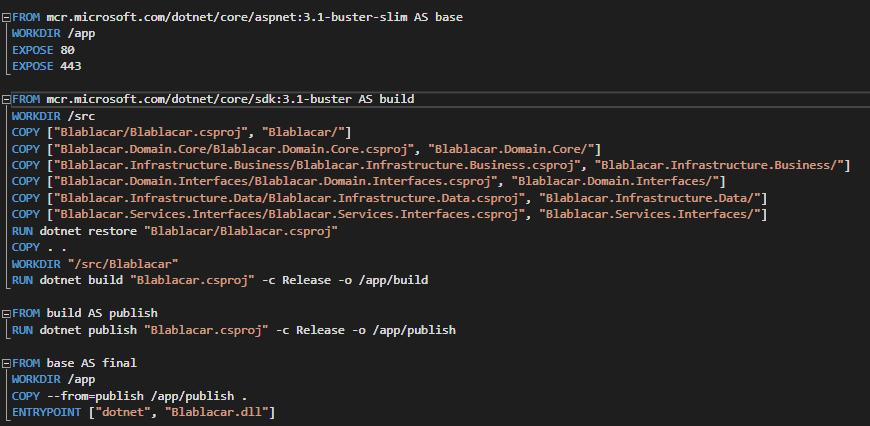 FROM mcr.microsoft.com/dotnet/core/aspnet:3.1-buster-slim AS base
WORKDIR /app
EXPOSE 80
EXPOSE 443
FROM mcr.microsoft.com/dotnet/core/sdk:3.1-buster AS build
WORKDIR /src
COPY ["Blablacar/Blablacar.csproj", "Blablacar/"]
COPY ["Blablacar.Domain.Core/Blablacar.Domain.Core.csproj", "Blablacar.Domain.Core/"]
COPY ["Blablacar.Infrastructure.Business/Blablacar.Infrastructure.Business.csproj", "Blablacar.Infrastructure.Business/"]
COPY ["Blablacar.Domain.Interfaces/Blablacar.Domain.Interfaces.csproj", "Blablacar.Domain.Interfaces/"]
COPY ["Blablacar.Infrastructure.Data/Blablacar.Infrastructure.Data.csproj", "Blablacar.Infrastructure.Data/"]
COPY ["Blablacar.Services.Interfaces/Blablacar.Services.Interfaces.csproj", "Blablacar.Services.Interfaces/"]
RUN dotnet restore "Blablacar/Blablacar.csproj"
COPY . .
WORKDIR "/src/Blablacar"
RUN dotnet build "Blablacar.csproj" -c Release -o /app/build
FROM build AS publish
RUN dotnet publish "Blablacar.csproj" -c Release -o /app/publish
FROM base AS final
WORKDIR /app
COPY --from=publish /app/publish .
ENTRYPOINT ["dotnet", "Blablacar.dll"]